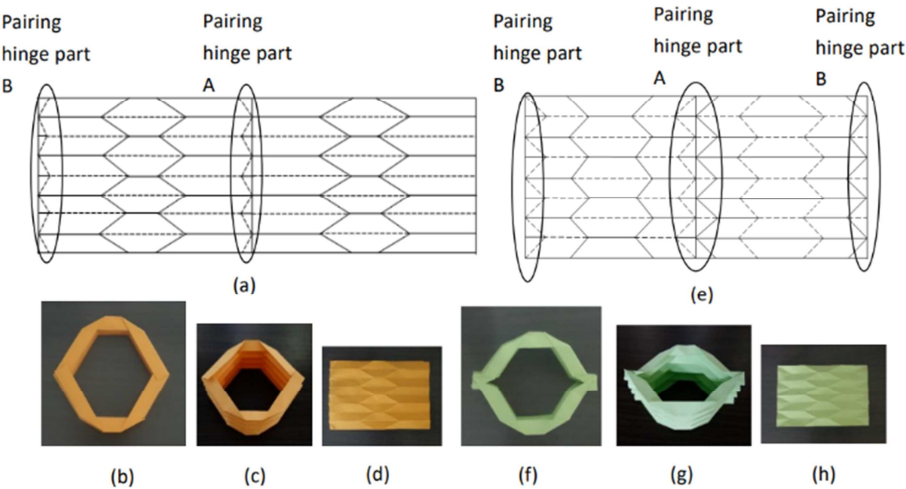 Pairing
hinge part
B
Pairing
hinge part
A
Pairing
hinge part
B
Pairing
hinge part
A
Pairing
hinge part
B
(a)
(e)
(b)
(c)
(d)
(f)
(g)
(h)